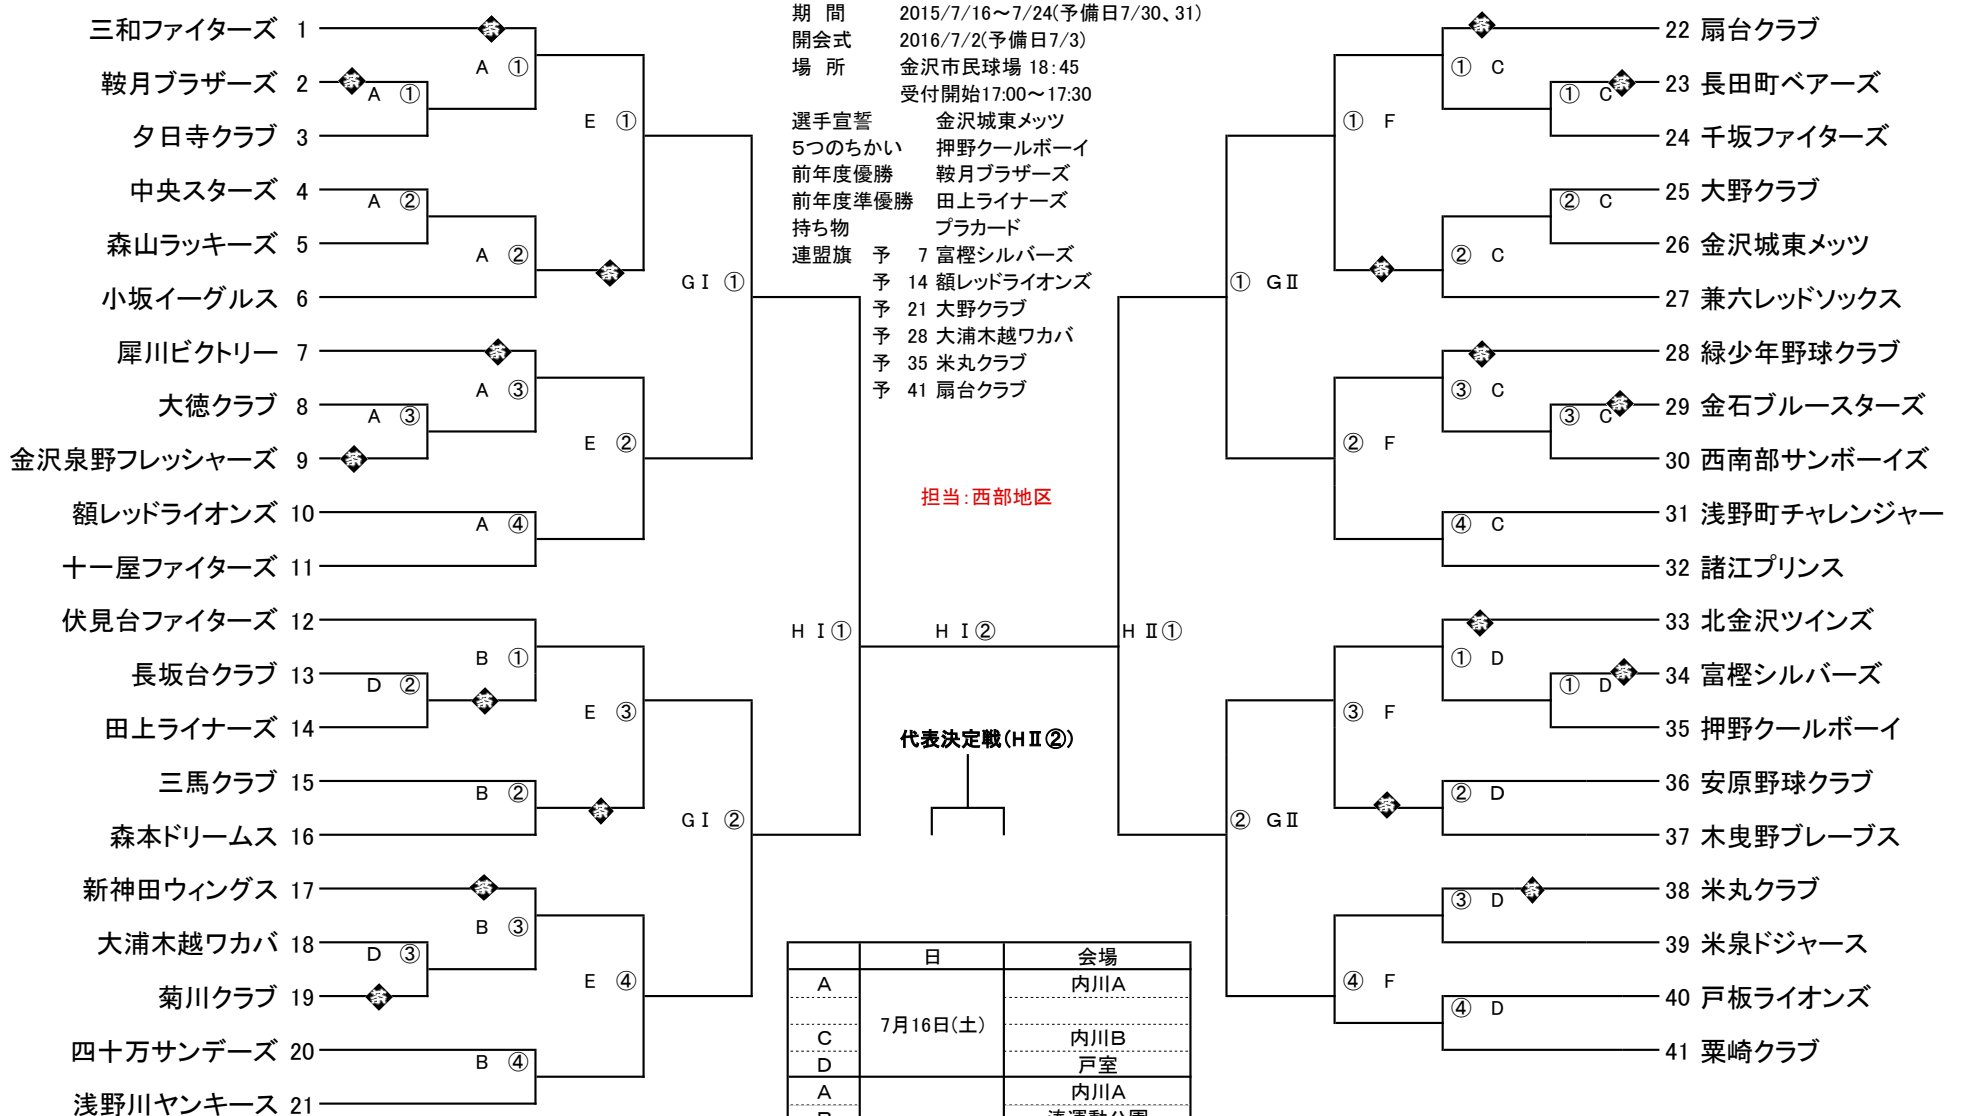 三和ファイターズ 1
鞍月ブラザーズ 2
夕日寺クラブ 3
中央スターズ 4
森山ラッキーズ 5
小坂イーグルス 6
犀川ビクトリー 7
大徳クラブ 8
金沢泉野フレッシャーズ 9
額レッドライオンズ 10
十一屋ファイターズ 11
伏見台ファイターズ 12
長坂台クラブ 13
田上ライナーズ 14
三馬クラブ 15
森本ドリームス 16
新神田ウィングス 17
大浦木越ワカバ 18
菊川クラブ 19
四十万サンデーズ 20
浅野川ヤンキース 21
A ①
A ②
A ③
D ②
D ③
A ①
A ②
A ③
A ④
B ①
B ②
B ③
B ④
E ①
E ②
E ③
E ④
GⅠ ①
GⅠ ②
HⅠ①
HⅠ②
HⅡ①
期 間 2015/7/16～7/24(予備日7/30、31)
開会式 2016/7/2(予備日7/3)
場 所 金沢市民球場 18:45
受付開始17:00～17:30
選手宣誓 金沢城東メッツ
5つのちかい 押野クールボーイ
前年度優勝 鞍月ブラザーズ
前年度準優勝 田上ライナーズ
持ち物 プラカード
連盟旗 予 7 富樫シルバーズ
予 14 額レッドライオンズ
予 21 大野クラブ
予 28 大浦木越ワカバ
予 35 米丸クラブ
予 41 扇台クラブ
担当:西部地区
代表決定戦(HⅡ②)
日 会場
A 内川A
7月16日(土)
C 内川B
D 戸室
A 内川A
① GⅡ
② GⅡ
① F
② F
③ F
④ F
① C
② C
③ C
④ C
① D
② D
③ D
④ D
① C
② C
③ C
① D
22 扇台クラブ
23 長田町ベアーズ
24 千坂ファイターズ
25 大野クラブ
26 金沢城東メッツ
27 兼六レッドソックス
28 緑少年野球クラブ
29 金石ブルースターズ
30 西南部サンボーイズ
31 浅野町チャレンジャー
32 諸江プリンス
33 北金沢ツインズ
34 富樫シルバーズ
35 押野クールボーイ
36 安原野球クラブ
37 木曳野ブレーブス
38 米丸クラブ
39 米泉ドジャース
40 戸板ライオンズ
41 粟崎クラブ